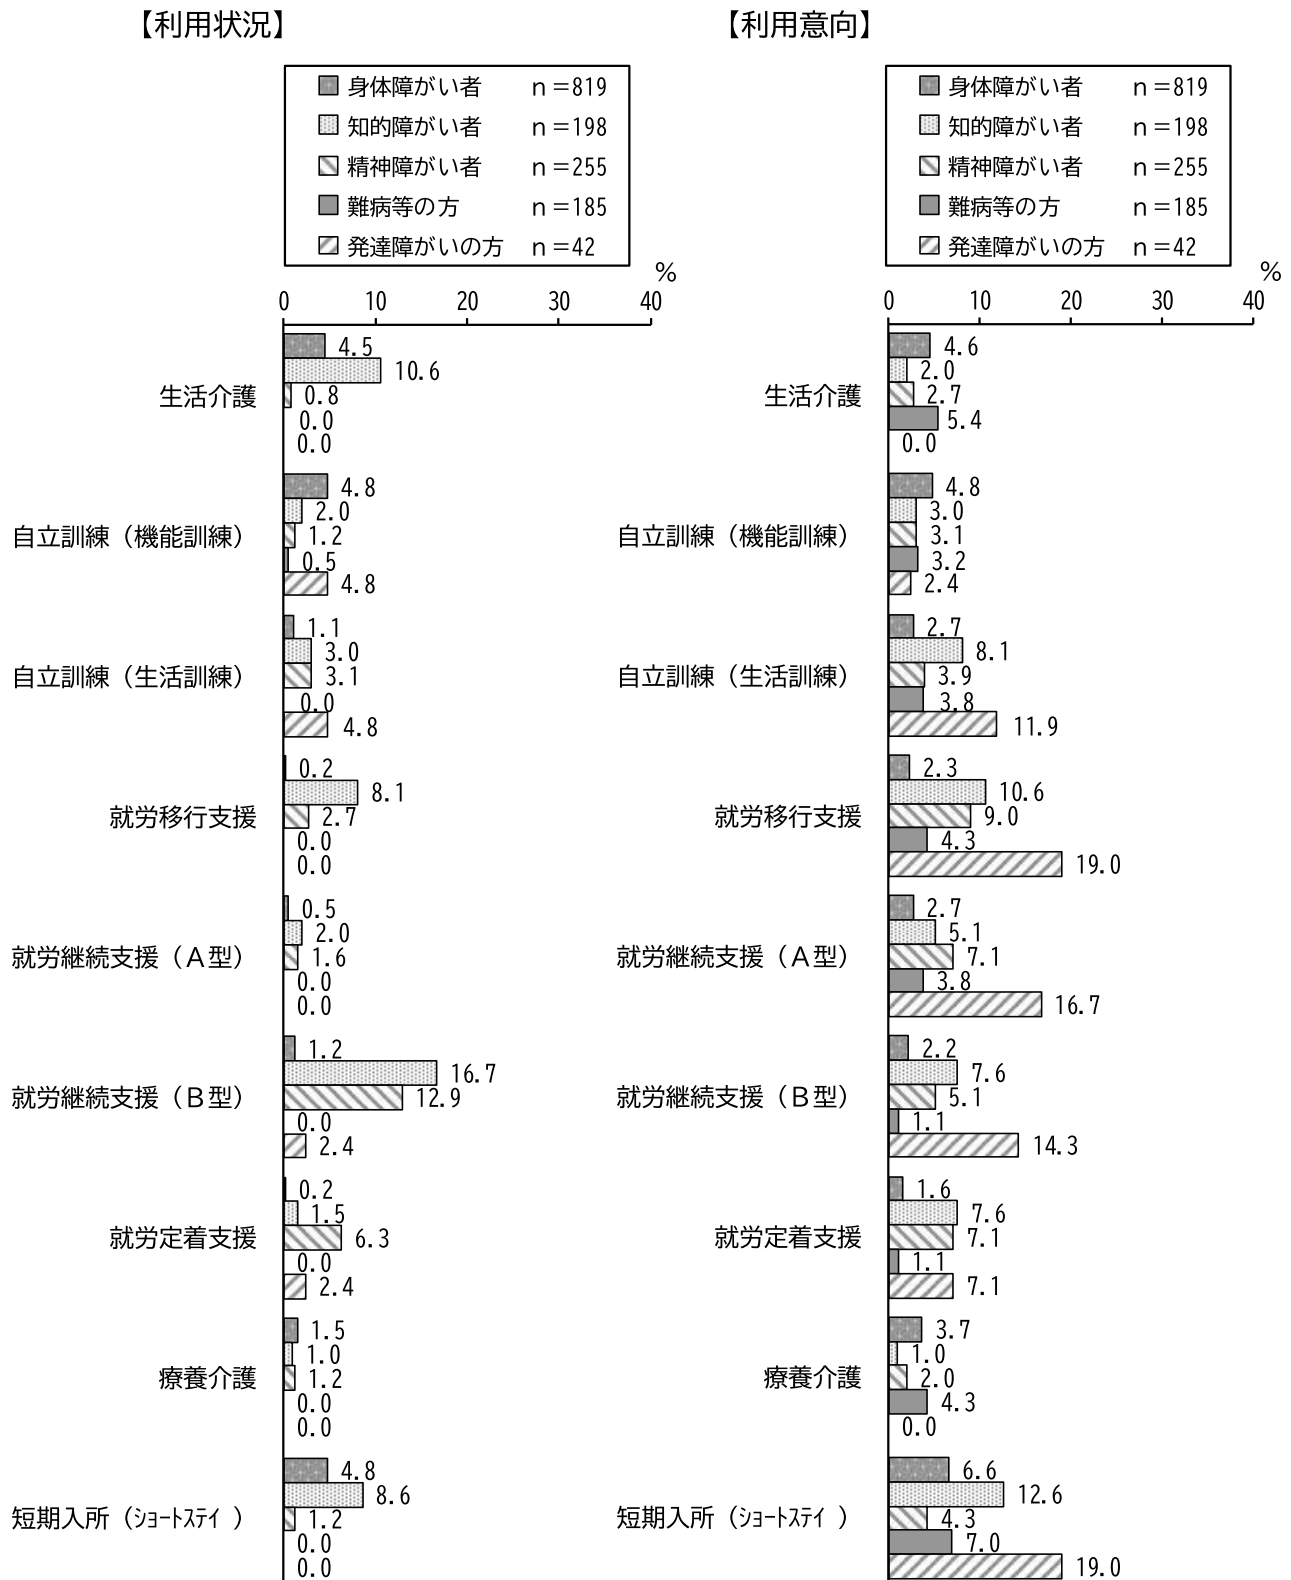 【利用状況】
身体障がい者 ｎ＝819
知的障がい者 ｎ＝198
精神障がい者 ｎ＝255
難病等の方 ｎ＝185
発達障がいの方 ｎ＝42
％
0 10 20 30 40
生活介護
4.5
10.6
0.8
0.0
0.0
自立訓練（機能訓練）
4.8
2.0
1.2
0.5
4.8
自立訓練（生活訓練）
1.1
3.0
3.1
0.0
4.8
就労移行支援
0.2
8.1
2.7
0.0
0.0
就労継続支援（Ａ型）
0.5
2.0
1.6
0.0
0.0
就労継続支援（Ｂ型）
1.2
16.7
12.9
0.0
2.4
就労定着支援
0.2
1.5
6.3
0.0
2.4
療養介護
1.5
1.0
1.2
0.0
0.0
短期入所（ｼｮｰﾄｽﾃｲ ）
4.8
8.6
1.2
0.0
0.0
【利用意向】
身体障がい者 ｎ＝819
知的障がい者 ｎ＝198
精神障がい者 ｎ＝255
難病等の方 ｎ＝185
発達障がいの方 ｎ＝42
％
0 10 20 30 40
生活介護
4.6
2.0
2.7
5.4
0.0
自立訓練（機能訓練）
4.8
3.0
3.1
3.2
2.4
自立訓練（生活訓練）
2.7
8.1
3.9
3.8
11.9
就労移行支援
2.3
10.6
9.0
4.3
19.0
就労継続支援（Ａ型）
2.7
5.1
7.1
3.8
16.7
就労継続支援（Ｂ型）
2.2
7.6
5.1
1.1
14.3
就労定着支援
1.6
7.6
7.1
1.1
7.1
療養介護
3.7
1.0
2.0
4.3
0.0
短期入所（ｼｮｰﾄｽﾃｲ ）
6.6
12.6
4.3
7.0
19.0